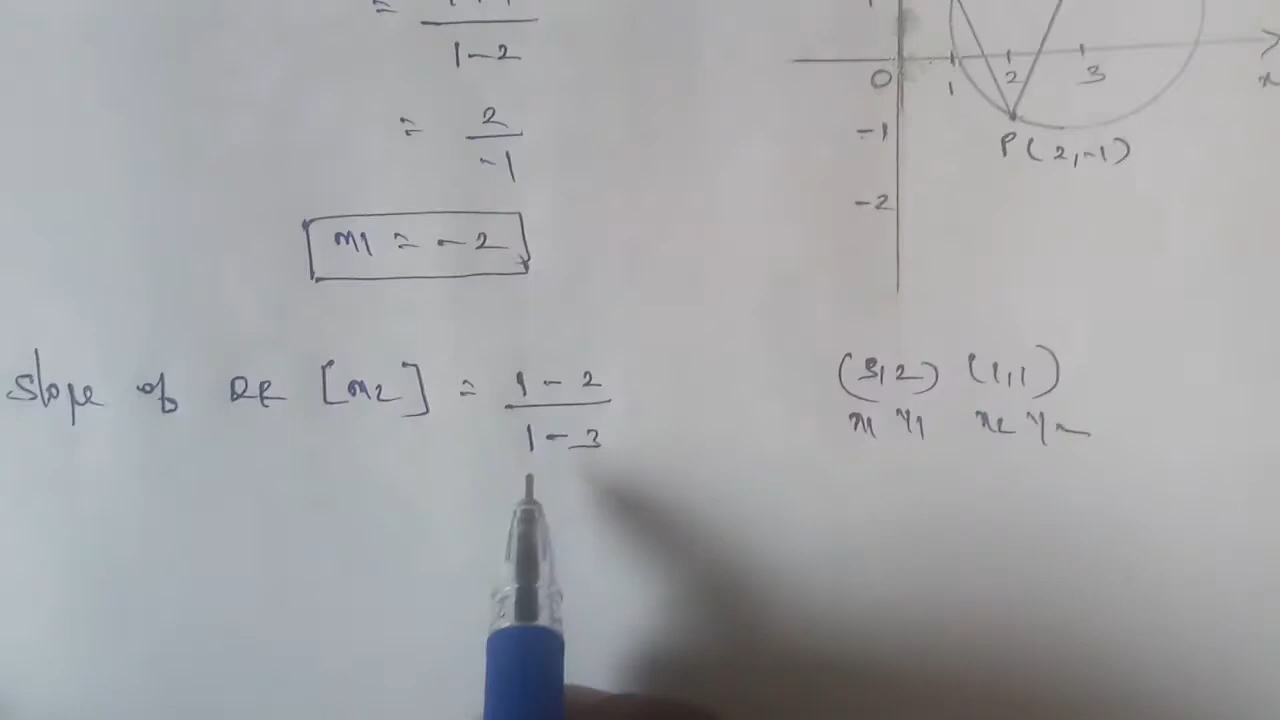 =
1-2
= 2
-1
m1 = -2
Slope of QR [m2] = 1-2
1-3
(3,2) (1,1)
x1 y1 x2 y2
0 1 2 3 x
-1
P(2,-1)
-2